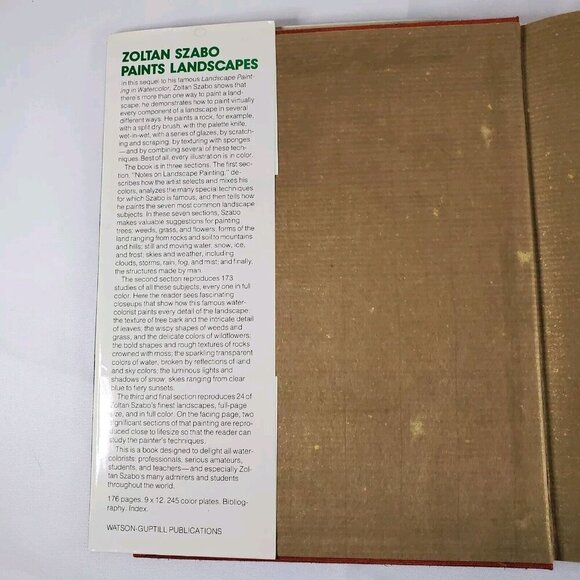 ZOLTAN SZABO
PAINTS LANDSCAPES
In this sequel to his famous Landscape Paint-
ing in Watercolor, Zoltan Szabo shows that
there's more than one way to paint a land-
scape; he demonstrates how to paint virtually
every component of a landscape in several
different ways. He paints a rock, for example,
with a split dry brush, with the palette knife,
wet-in-wet, with a series of glazes, by scratch-
ing and scraping, by texturing with sponges
—and by combining several of these tech-
niques. Best of all, every illustration is in color.
The book is in three sections. The first sec-
tion, "Notes on Landscape Painting," de-
scribes how the artist selects and mixes his
colors, analyzes the many special techniques
for which Szabo is famous, and then tells how
he paints the seven most common landscape
subjects. In these seven sections, Szabo
makes valuable suggestions for painting
trees; weeds, grass, and flowers; forms of the
land ranging from rocks and soil to mountains
and hills; still and moving water; snow, ice,
and frost; skies and weather, including
clouds, storms, rain, fog, and mist; and finally,
the structures made by man.
The second section reproduces 173
studies of all these subjects, every one in full
color. Here the reader sees fascinating
closeups that show how this famous water-
colorist paints every detail of the landscape:
the texture of tree bark and the intricate detail
of leaves; the wispy shapes of weeds and
grass, and the delicate colors of wildflowers;
the bold shapes and rough textures of rocks
crowned with moss; the sparkling transparent
colors of water, broken by reflections of land
and sky colors; the luminous lights and
shadows of snow; skies ranging from clear
blue to fiery sunsets.
The third and final section reproduces 24 of
Zoltan Szabo's finest landscapes, full-page
size, and in full color. On the facing page, two
significant sections of that painting are repro-
duced close to lifesize so that the reader can
study the painter's techniques.
This is a book designed to delight all water-
colorists: professionals, serious amateurs,
students, and teachers—and especially Zol-
tan Szabo's many admirers and students
throughout the world.
176 pages. 9 x 12. 245 color plates. Bibliog-
raphy. Index.
WATSON-GUPTILL PUBLICATIONS